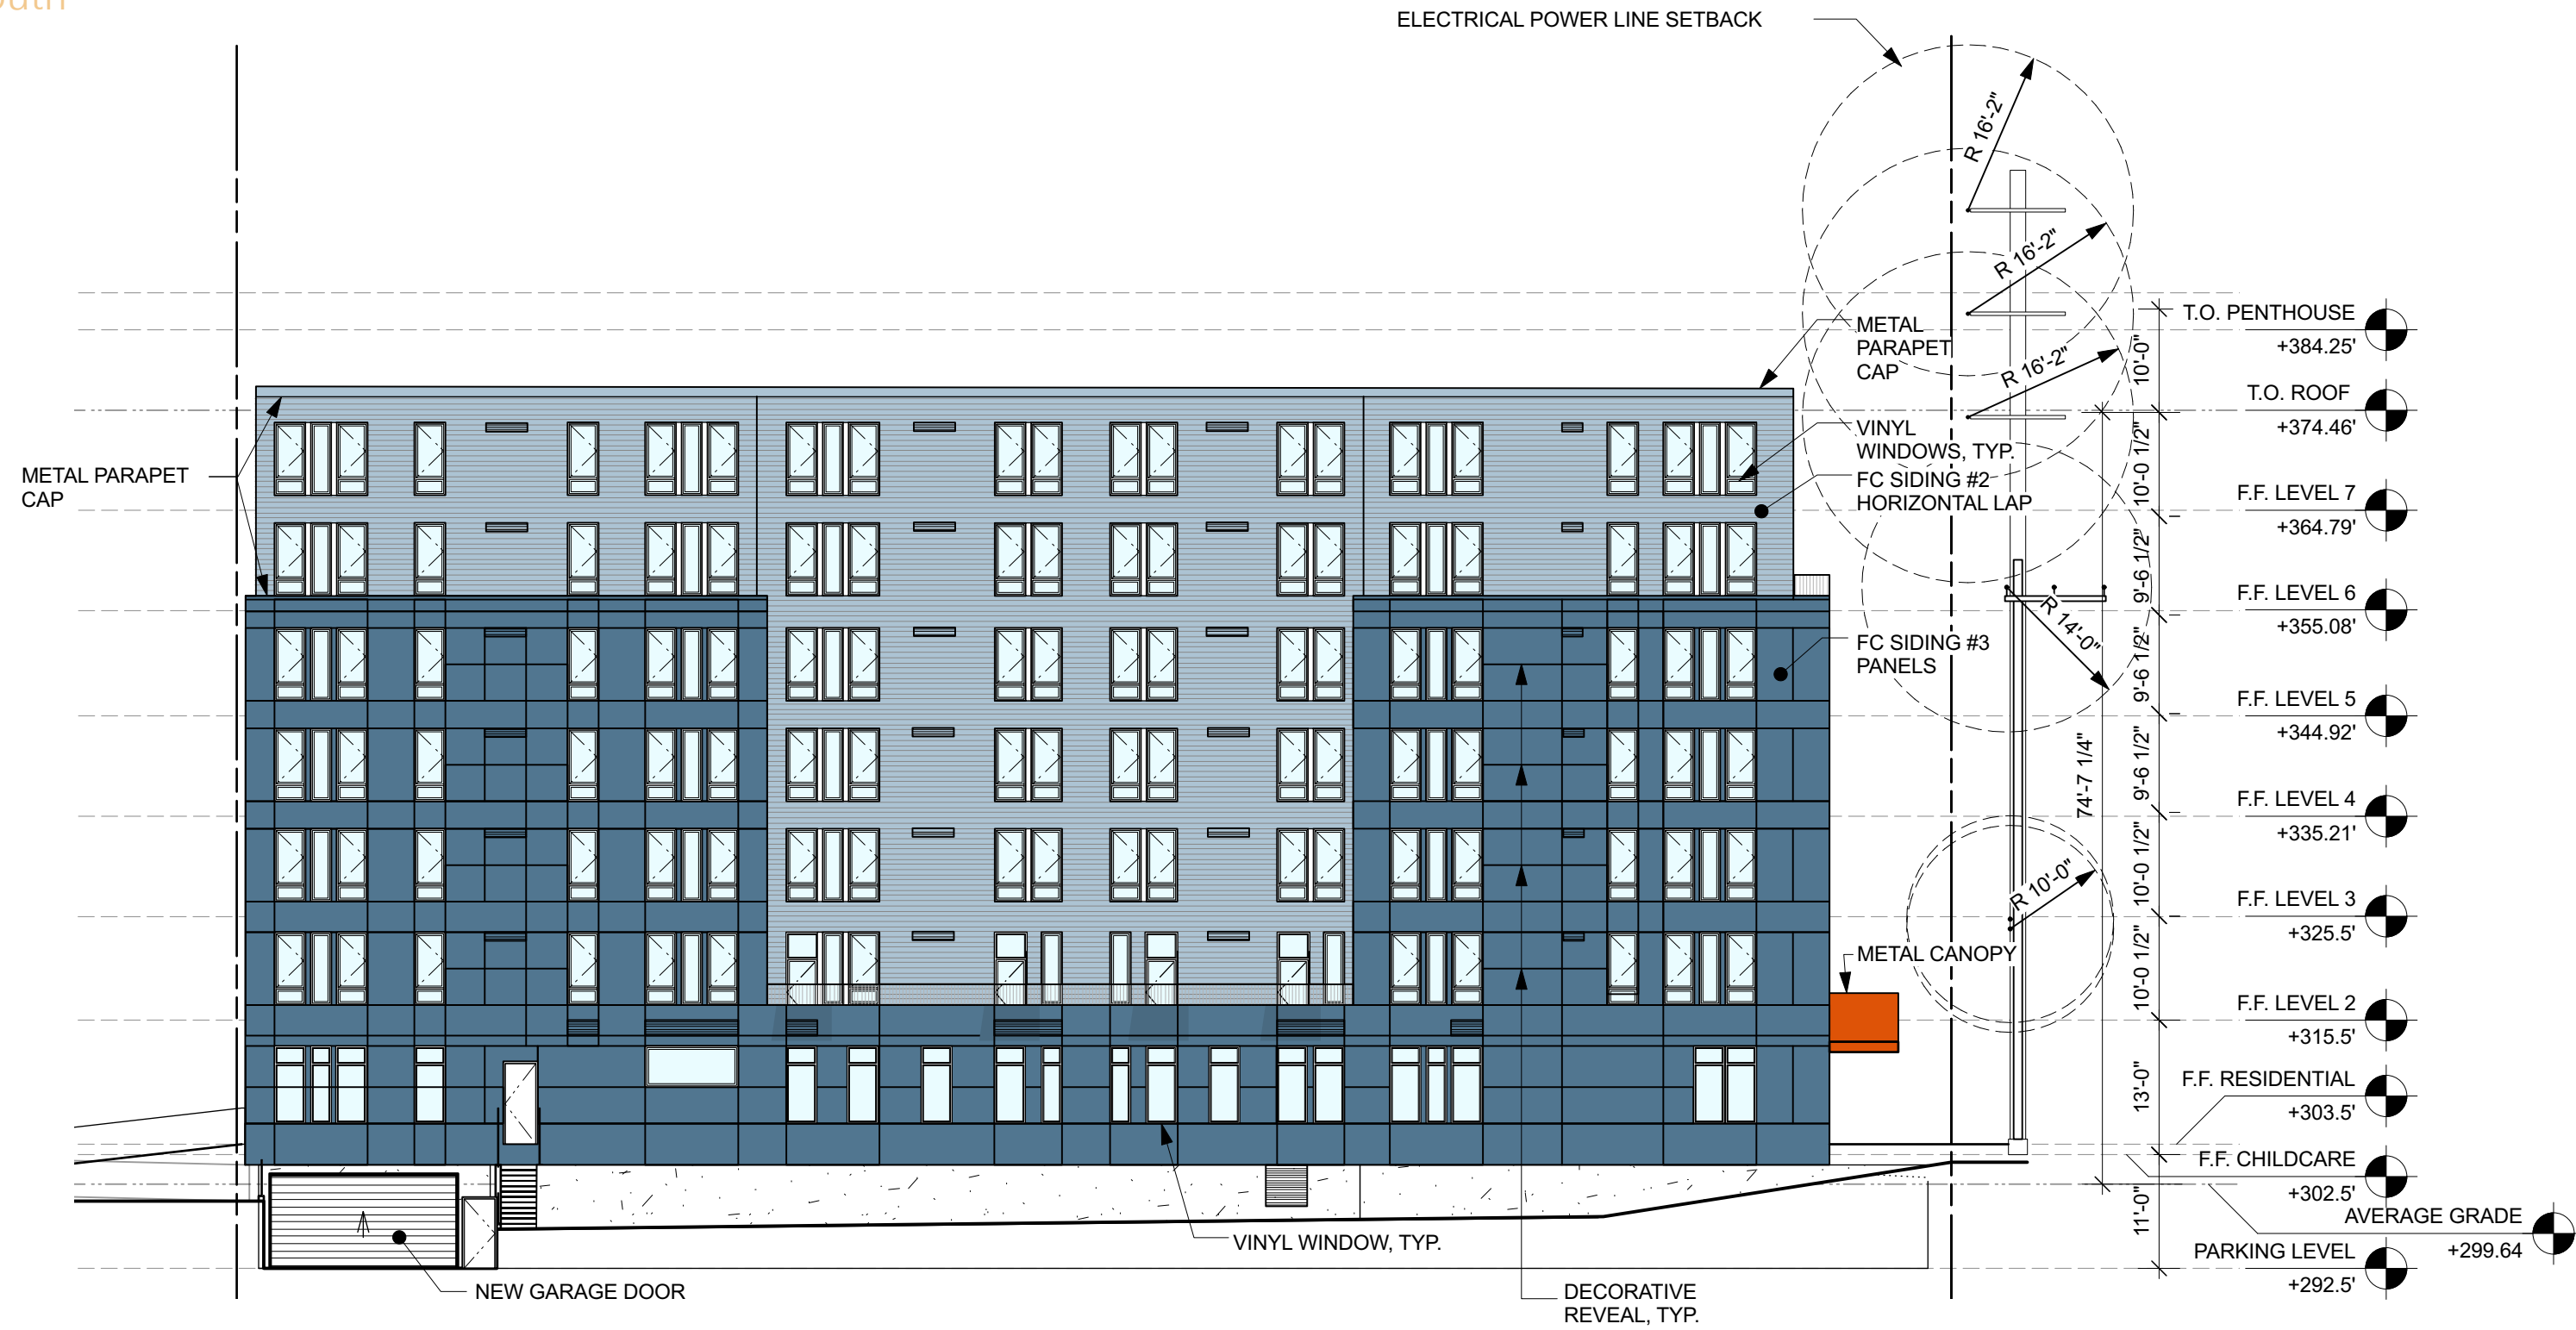 ELECTRICAL POWER LINE SETBACK
R 16'-2"
R 16'-2"
R 16'-2"
METAL
PARAPET
CAP
VINYL
WINDOWS, TYP.
FC SIDING #2
HORIZONTAL LAP
METAL PARAPET
CAP
R 14'-0"
FC SIDING #3
PANELS
R 10'-0"
METAL CANOPY
VINYL WINDOW, TYP.
NEW GARAGE DOOR
DECORATIVE
REVEAL, TYP.
74'-7 1/4"
10'-0"
10'-0 1/2"
9'-6 1/2"
9'-6 1/2"
9'-6 1/2"
10'-0 1/2"
10'-0 1/2"
13'-0"
11'-0"
T.O. PENTHOUSE
+384.25'
T.O. ROOF
+374.46'
F.F. LEVEL 7
+364.79'
F.F. LEVEL 6
+355.08'
F.F. LEVEL 5
+344.92'
F.F. LEVEL 4
+335.21'
F.F. LEVEL 3
+325.5'
F.F. LEVEL 2
+315.5'
F.F. RESIDENTIAL
+303.5'
F.F. CHILDCARE
+302.5'
AVERAGE GRADE
+299.64
PARKING LEVEL
+292.5'